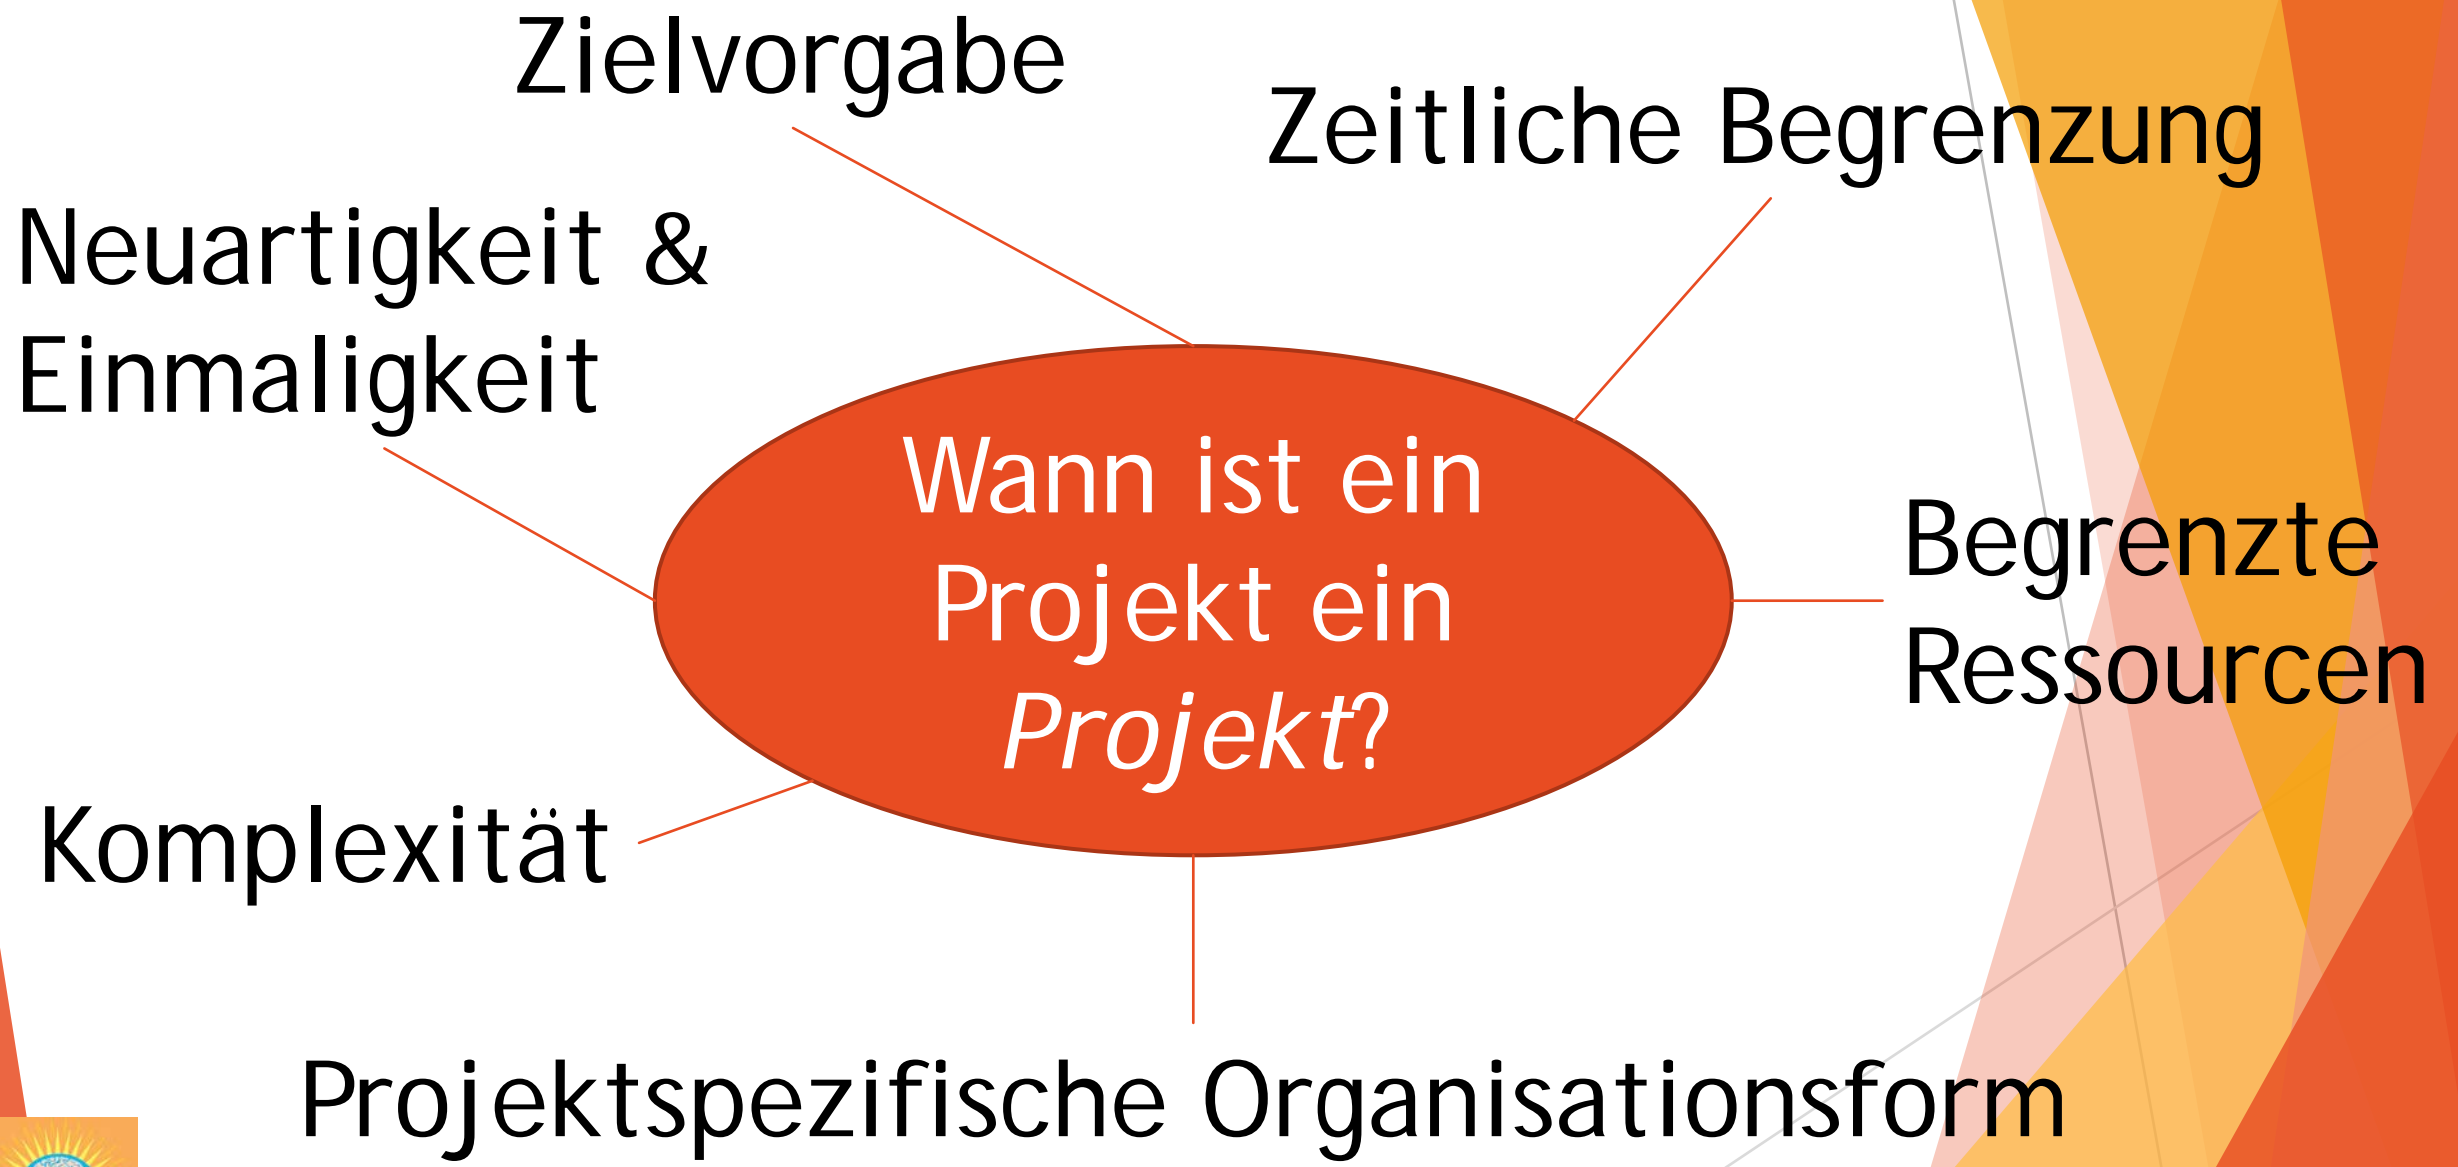 Zielvorgabe
Zeitliche Begrenzung
Neuartigkeit &
Einmaligkeit
Wann ist ein
Projekt ein
Projekt?
Begrenzte
Ressourcen
Komplexität
Projektspezifische Organisationsform